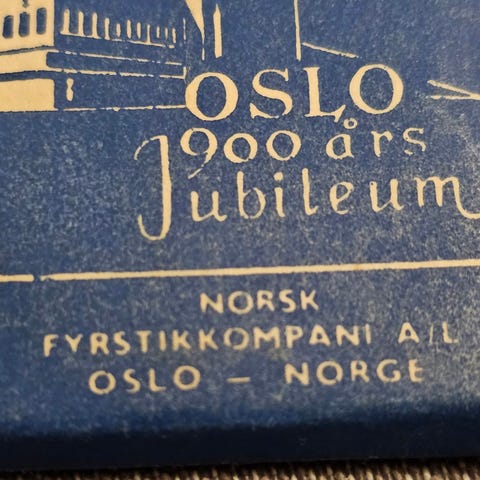 OSLO
900 års
Jubileum
NORSK
FYRSTIKKOMPANI A/L
OSLO – NORGE